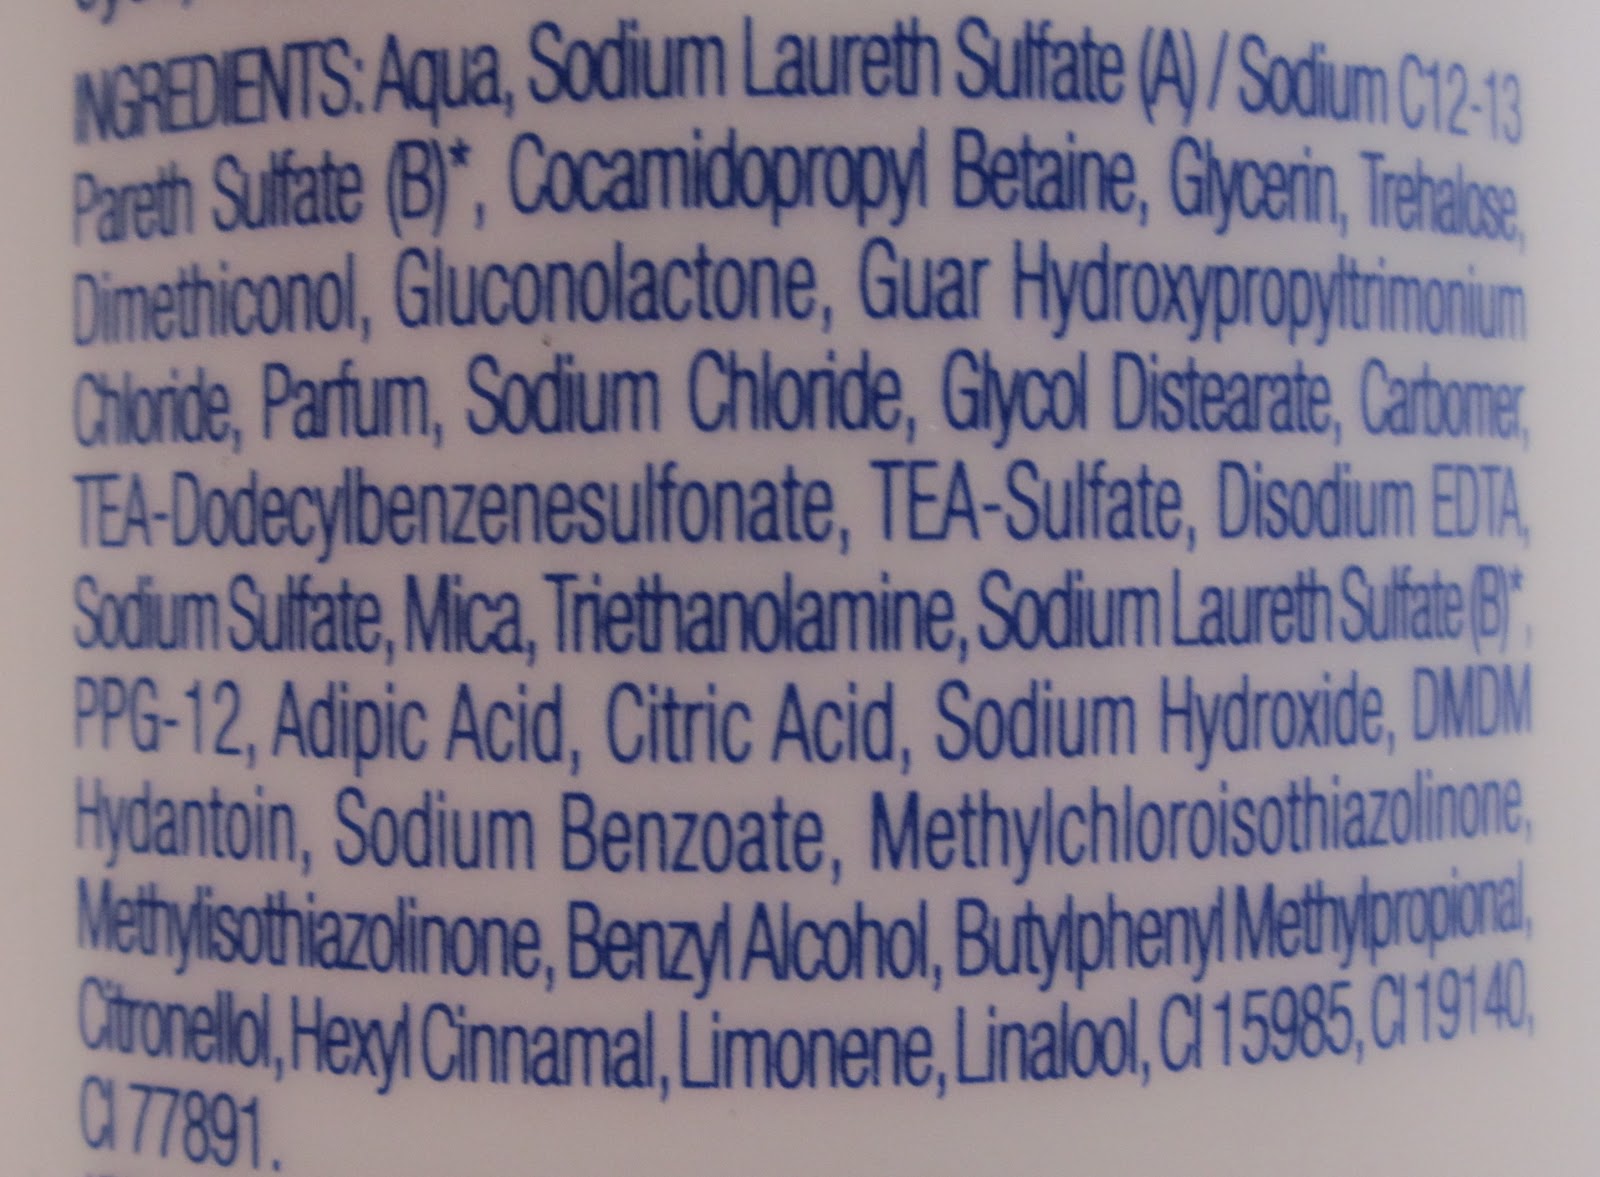 INGREDIENTS: Aqua, Sodium Laureth Sulfate (A) / Sodium C12-13
Pareth Sulfate (B)*, Cocamidopropyl Betaine, Glycerin, Trehalose,
Dimethiconol, Gluconolactone, Guar Hydroxypropyltrimonium
Chloride, Parfum, Sodium Chloride, Glycol Distearate, Carbomer,
TEA-Dodecylbenzenesulfonate, TEA-Sulfate, Disodium EDTA,
Sodium Sulfate, Mica, Triethanolamine, Sodium Laureth Sulfate (B)*,
PPG-12, Adipic Acid, Citric Acid, Sodium Hydroxide, DMDM
Hydantoin, Sodium Benzoate, Methylchloroisothiazolinone,
Methylisothiazolinone, Benzyl Alcohol, Butylphenyl Methylpropional,
Citronellol, Hexyl Cinnamal, Limonene, Linalool, CI 15985, CI 19140,
CI 77891.